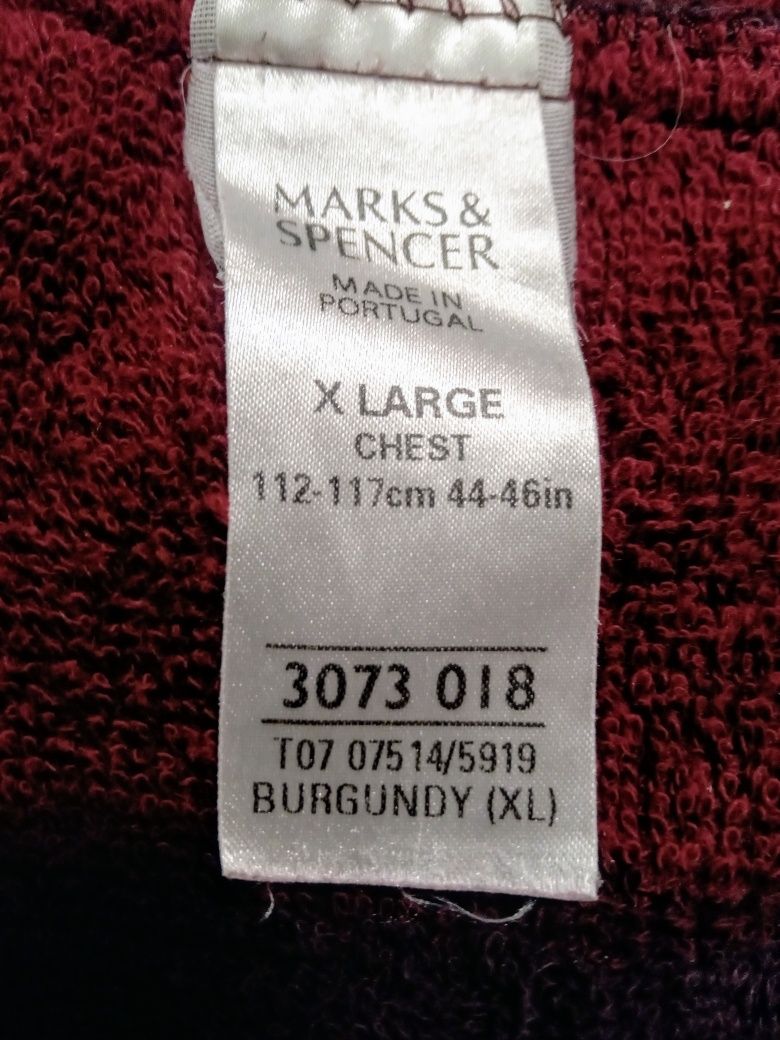 MARKS &
SPENCER
MADE IN
PORTUGAL
X LARGE
CHEST
112-117cm 44-46in
3073 018
T07 07514/5919
BURGUNDY (XL)